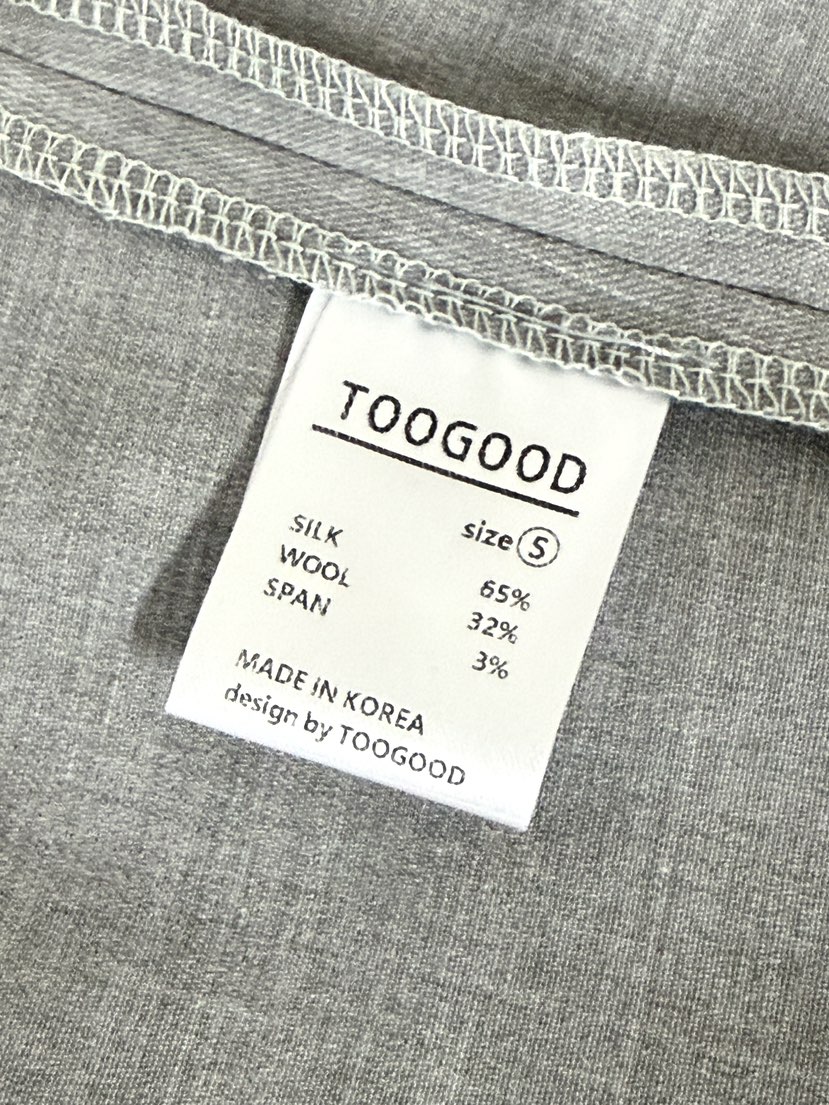 TOOGOOD
size S
SILK 65%
WOOL 32%
SPAN 3%
MADE IN KOREA
design by TOOGOOD